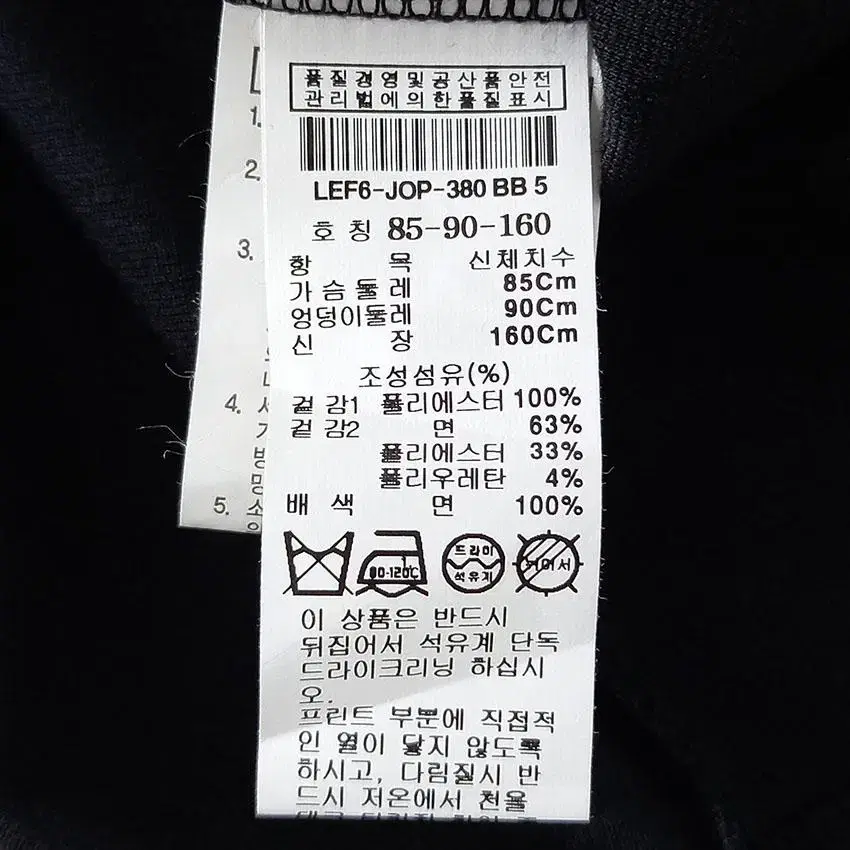 품질경영및공산품안전
관리법에의한품질표시
LEF6-JOP-380 BB 5
호 칭 85-90-160
항 목 신체치수
가슴둘레 85Cm
엉덩이둘레 90Cm
신 장 160Cm
조성섬유(%)
겉 감1 폴리에스터 100%
겉 감2 면 63%
폴리에스터 33%
폴리우레탄 4%
배 색 면 100%
80-120C
드라이
석유계
이 상품은 반드시
뒤집어서 석유계 단독
드라이크리닝 하십시
오.
프린트 부분에 직접적
인 열이 닿지 않도록
하시고, 다림질시 반
드시 저온에서 천을
1.
2.
3.
4.
5.